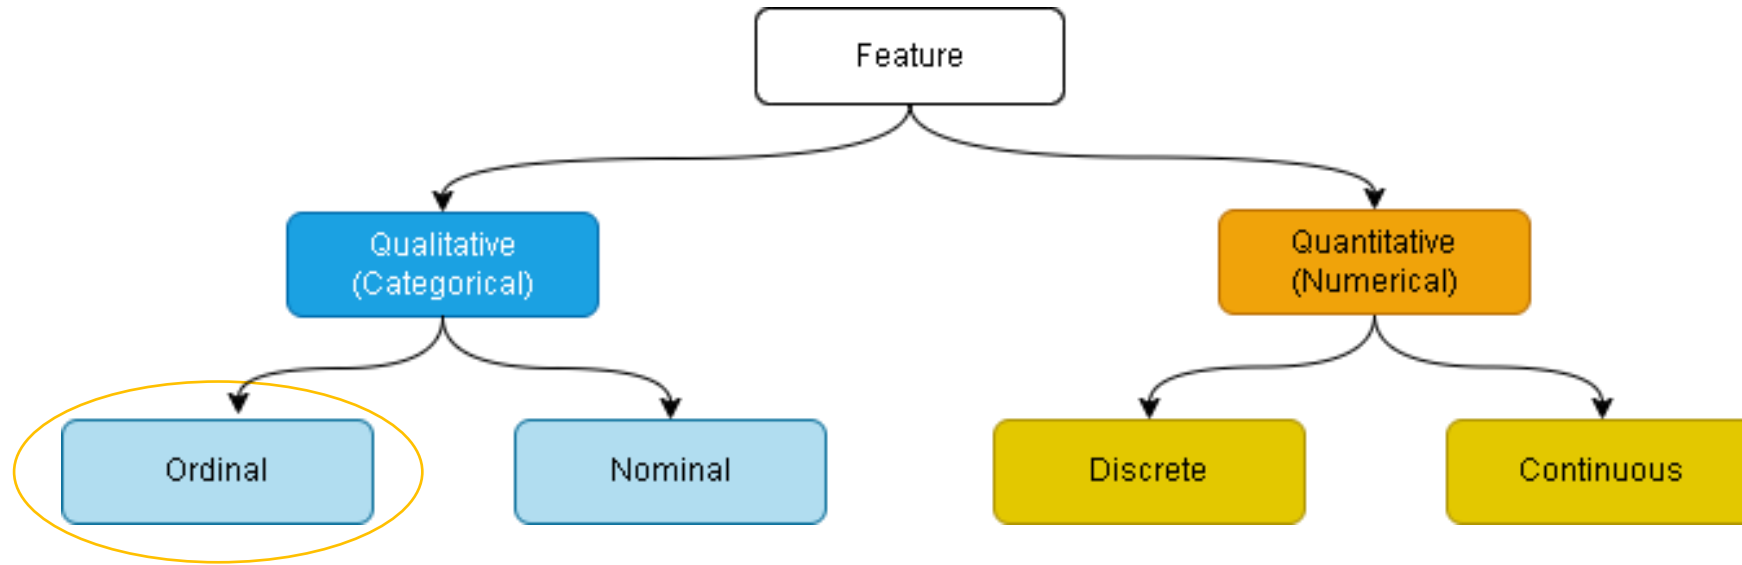 Feature
Qualitative
(Categorical)
Quantitative
(Numerical)
Ordinal
Nominal
Discrete
Continuous